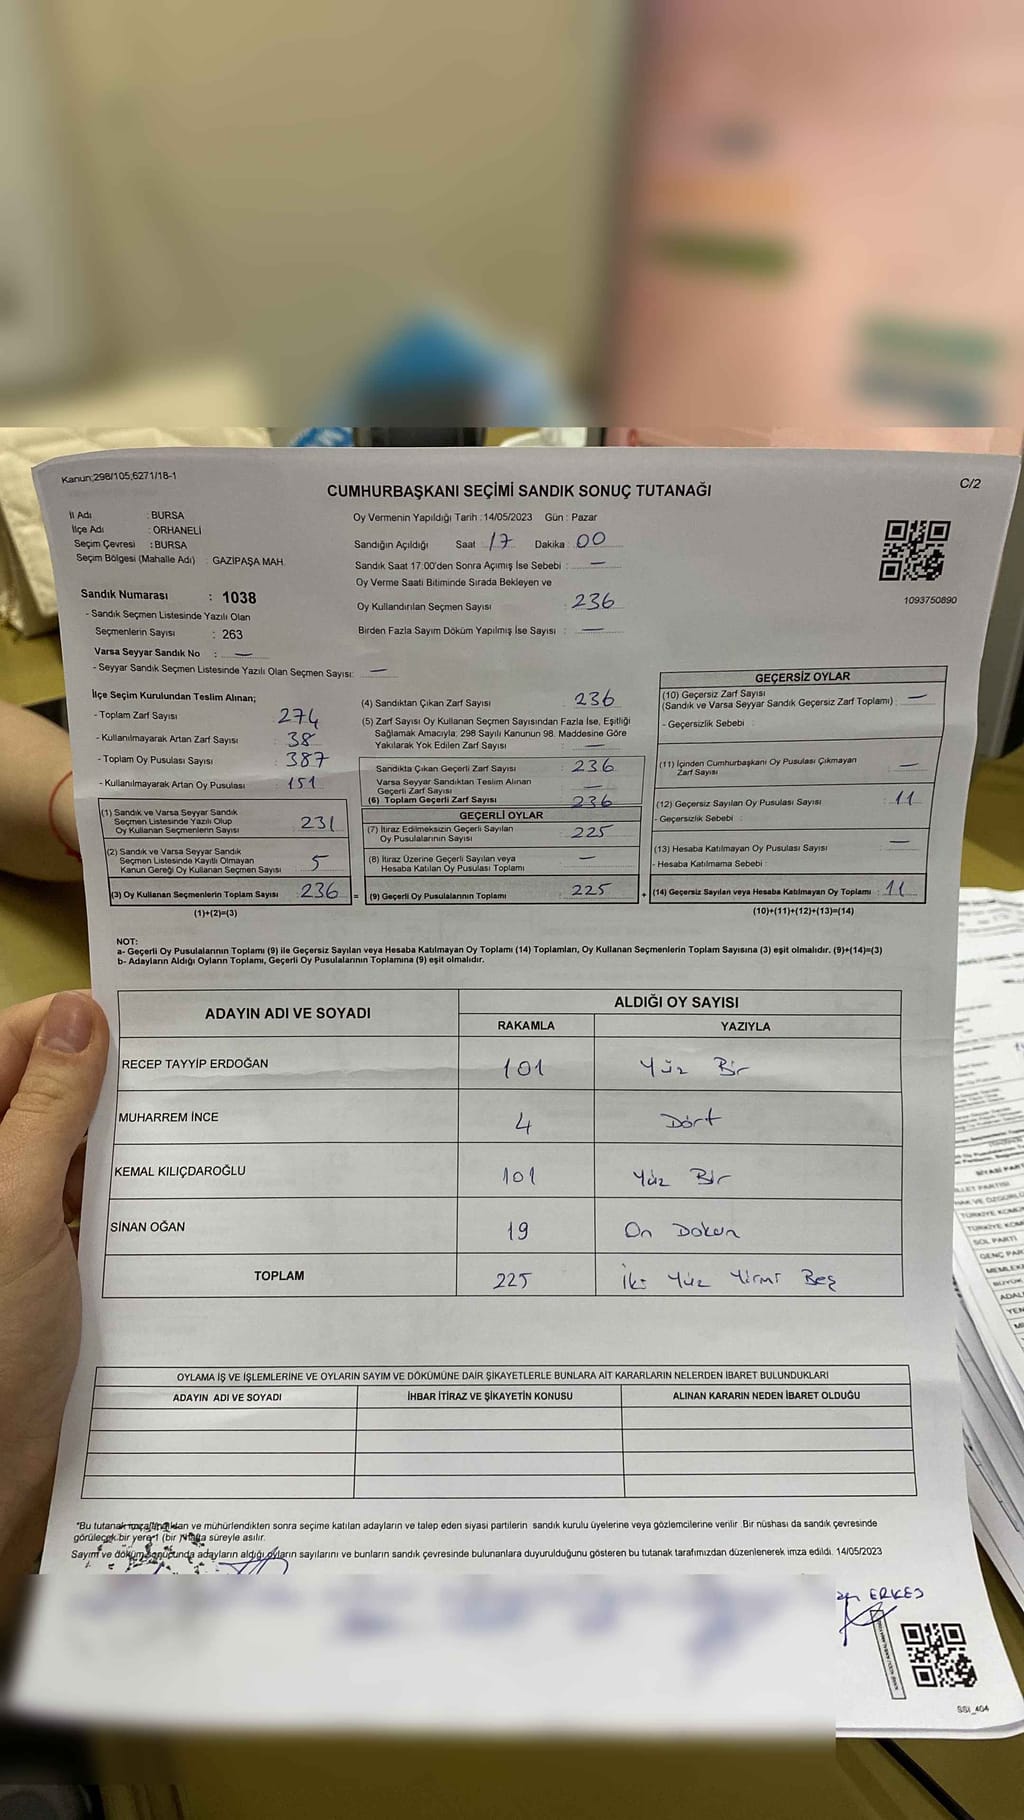 Kanun;298/105,6271/18-1
C/2
CUMHURBAŞKANI SEÇİMİ SANDIK SONUÇ TUTANAĞI
İl Adı : BURSA
İlçe Adı : ORHANELİ
Seçim Çevresi : BURSA
Seçim Bölgesi (Mahalle Adı) : GAZİPAŞA MAH.
Sandık Numarası : 1038
- Sandık Seçmen Listesinde Yazılı Olan
Seçmenlerin Sayısı : 263
Varsa Seyyar Sandık No : —
- Seyyar Sandık Seçmen Listesinde Yazılı Olan Seçmen Sayısı: —
Oy Vermenin Yapıldığı Tarih :14/05/2023 Gün : Pazar
Sandığın Açıldığı Saat 17 Dakika : 00
Sandık Saat 17:00'den Sonra Açımış İse Sebebi : —
Oy Verme Saati Bitiminde Sırada Bekleyen ve
Oy Kullandırılan Seçmen Sayısı : 236
Birden Fazla Sayım Döküm Yapılmış İse Sayısı : —
1093750890
İlçe Seçim Kurulundan Teslim Alınan;
- Toplam Zarf Sayısı : 274
- Kullanılmayarak Artan Zarf Sayısı : 38
- Toplam Oy Pusulası Sayısı : 387
- Kullanılmayarak Artan Oy Pusulası : 151
(1) Sandık ve Varsa Seyyar Sandık
Seçmen Listesinde Yazılı Olup
Oy Kullanan Seçmenlerin Sayısı : 231
(2) Sandık ve Varsa Seyyar Sandık
Seçmen Listesinde Kayıtlı Olmayan
Kanun Gereği Oy Kullanan Seçmen Sayısı : 5
(3) Oy Kullanan Seçmenlerin Toplam Sayısı : 236
(1)+(2)=(3)
(4) Sandıktan Çıkan Zarf Sayısı : 236
(5) Zarf Sayısı Oy Kullanan Seçmen Sayısından Fazla İse, Eşitliği
Sağlamak Amacıyla; 298 Sayılı Kanunun 98. Maddesine Göre
Yakılarak Yok Edilen Zarf Sayısı : —
Sandıkta Çıkan Geçerli Zarf Sayısı : 236
Varsa Seyyar Sandıktan Teslim Alınan
Geçerli Zarf Sayısı : —
(6) Toplam Geçerli Zarf Sayısı : 236
GEÇERLİ OYLAR
(7) İtiraz Edilmeksizin Geçerli Sayılan
Oy Pusulalarının Sayısı : 225
(8) İtiraz Üzerine Geçerli Sayılan veya
Hesaba Katılan Oy Pusulası Toplamı : —
= (9) Geçerli Oy Pusulalarının Toplamı : 225
GEÇERSİZ OYLAR
(10) Geçersiz Zarf Sayısı
(Sandık ve Varsa Seyyar Sandık Geçersiz Zarf Toplamı) : —
- Geçersizlik Sebebi :
(11) İçinden Cumhurbaşkanı Oy Pusulası Çıkmayan
Zarf Sayısı : —
(12) Geçersiz Sayılan Oy Pusulası Sayısı : 11
- Geçersizlik Sebebi :
(13) Hesaba Katılmayan Oy Pusulası Sayısı : —
- Hesaba Katılmama Sebebi :
+ (14) Geçersiz Sayılan veya Hesaba Katılmayan Oy Toplamı : 11
(10)+(11)+(12)+(13)=(14)
NOT:
a- Geçerli Oy Pusulalarının Toplamı (9) ile Geçersiz Sayılan veya Hesaba Katılmayan Oy Toplamı (14) Toplamları, Oy Kullanan Seçmenlerin Toplam Sayısına (3) eşit olmalıdır. (9)+(14)=(3)
b- Adayların Aldığı Oyların Toplamı, Geçerli Oy Pusulalarının Toplamına (9) eşit olmalıdır.
ADAYIN ADI VE SOYADI ALDIĞI OY SAYISI
RAKAMLA YAZIYLA
RECEP TAYYİP ERDOĞAN 101 Yüz Bir
MUHARREM İNCE 4 Dört
KEMAL KILIÇDAROĞLU 101 Yüz Bir
SİNAN OĞAN 19 On Dokun
TOPLAM 225 İki Yüz Yirmi Beş
OYLAMA İŞ VE İŞLEMLERİNE VE OYLARIN SAYIM VE DÖKÜMÜNE DAİR ŞİKAYETLERLE BUNLARA AİT KARARLARIN NELERDEN İBARET BULUNDUKLARI
ADAYIN ADI VE SOYADI İHBAR İTİRAZ VE ŞİKAYETİN KONUSU ALINAN KARARIN NEDEN İBARET OLDUĞU
*Bu tutanak imzalandıktan ve mühürlendikten sonra seçime katılan adayların ve talep eden siyasi partilerin sandık kurulu üyelerine veya gözlemcilerine verilir .Bir nüshası da sandık çevresinde
görülecek bir yere 1 (bir ) hafta süreyle asılır.
Sayım ve döküm sonucunda adayların aldığı oyların sayılarını ve bunların sandık çevresinde bulunanlara duyurulduğunu gösteren bu tutanak tarafımızdan düzenlenerek imza edildi. 14/05/2023
ERKES
SSI_404
SİYASİ PARTİ
SOL PARTİ
GENÇ PAR
MEMLEKE
BÜYÜK
ADAL
YEN